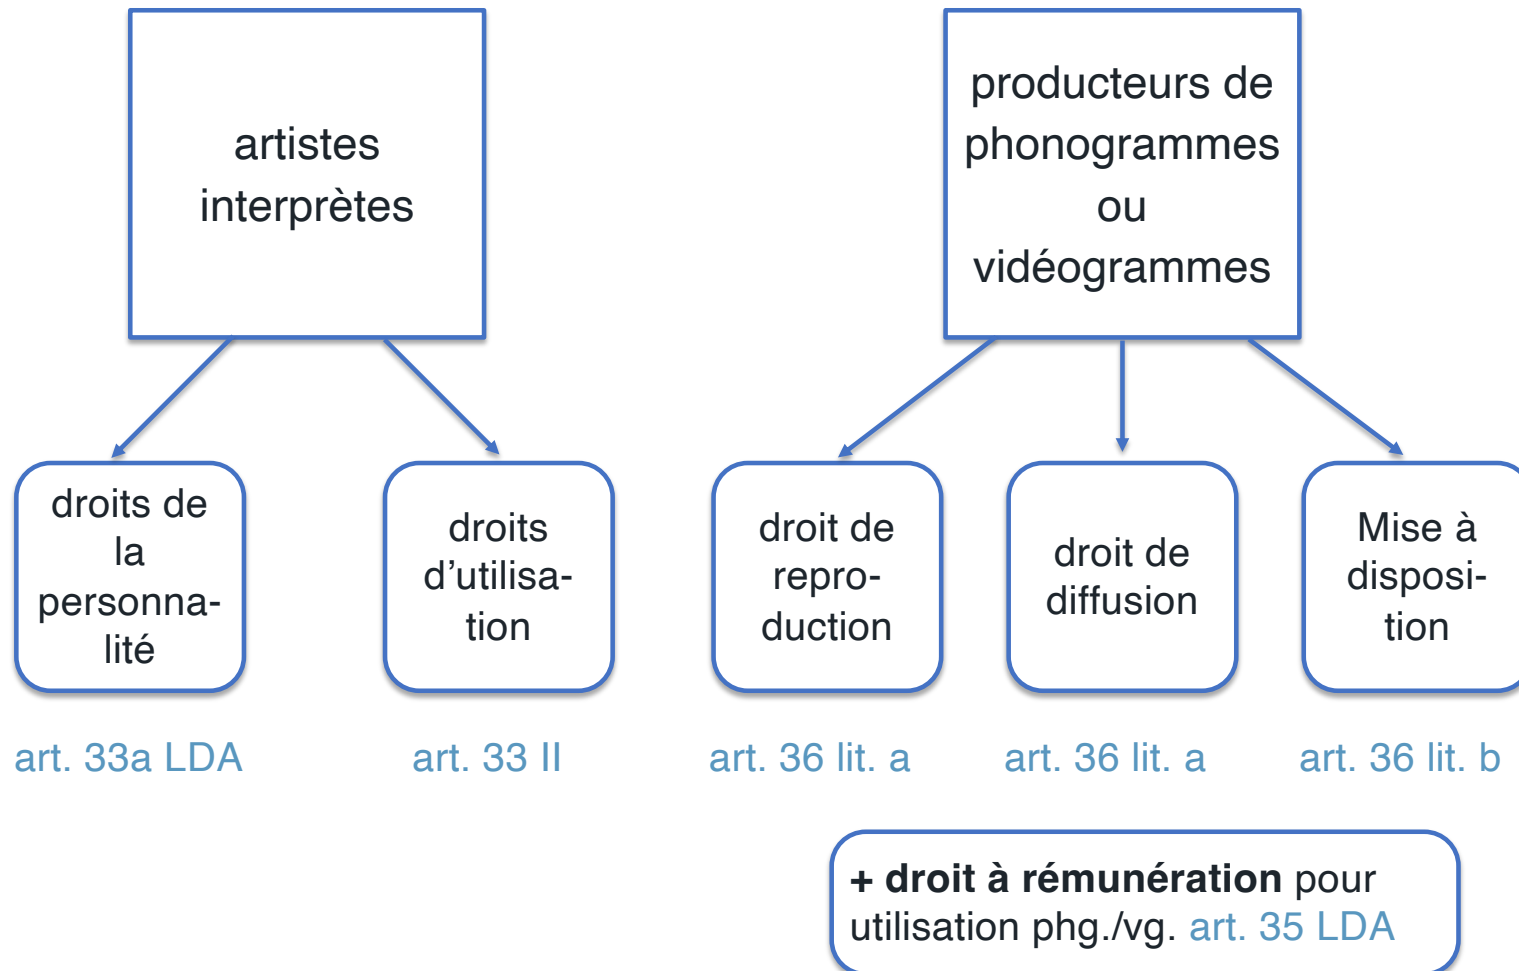 artistes
interprètes
producteurs de
phonogrammes
ou
vidéogrammes
droits de
la
personna-
lité
droits
d'utilisa-
tion
droit de
repro-
duction
droit de
diffusion
Mise à
disposi-
tion
art. 33a LDA
art. 33 II
art. 36 lit. a
art. 36 lit. a
art. 36 lit. b
+ droit à rémunération pour
utilisation phg./vg. art. 35 LDA